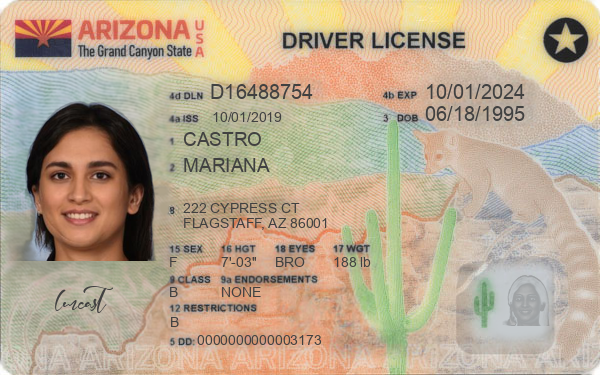 ARIZONA USA
The Grand Canyon State
DRIVER LICENSE
4d DLN D16488754
4b EXP 10/01/2024
4a ISS 10/01/2019
3 DOB 06/18/1995
1 CASTRO
2 MARIANA
8 222 CYPRESS CT
FLAGSTAFF, AZ 86001
15 SEX 16 HGT 18 EYES 17 WGT
F 7'-03" BRO 188 lb
9 CLASS 9a ENDORSEMENTS
B NONE
12 RESTRICTIONS
B
5 DD: 0000000000003173
ONA ARIZONA ARIZONA ARIZONA ARIZONA